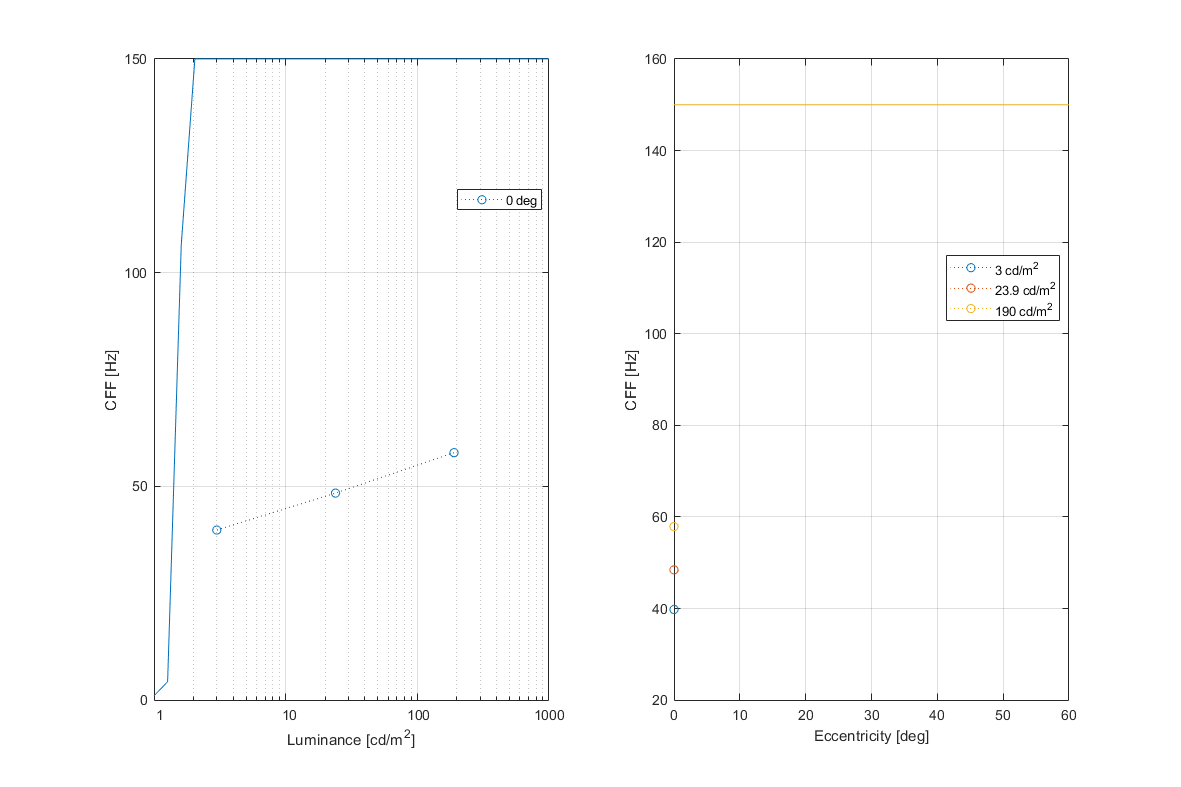 150
100
50
0
1
10
100
1000
CFF [Hz]
Luminance [cd/m²]
0 deg
160
140
120
100
80
60
40
20
0
10
20
30
40
50
60
CFF [Hz]
Eccentricity [deg]
3 cd/m²
23.9 cd/m²
190 cd/m²